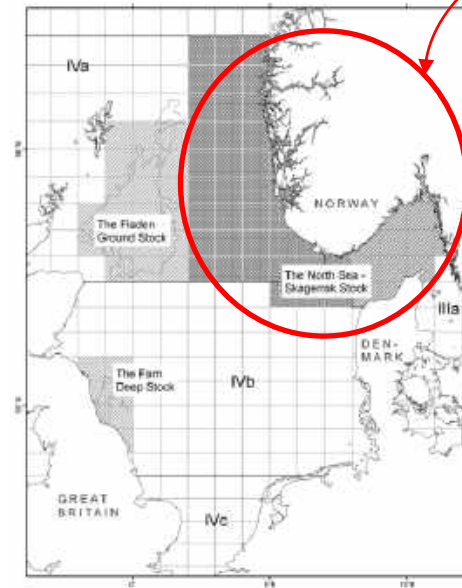 IVa
NORWAY
The Fladen
Ground Stock
The North Sea -
Skagerrak Stock
IIIa
DEN-
MARK
The Farn
Deep Stock
IVb
GREAT
BRITAIN
IVc